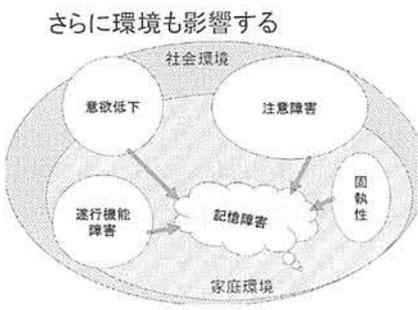 さらに環境も影響する
社会環境
意欲低下
注意障害
固執性
遂行機能
障害
記憶障害
家庭環境